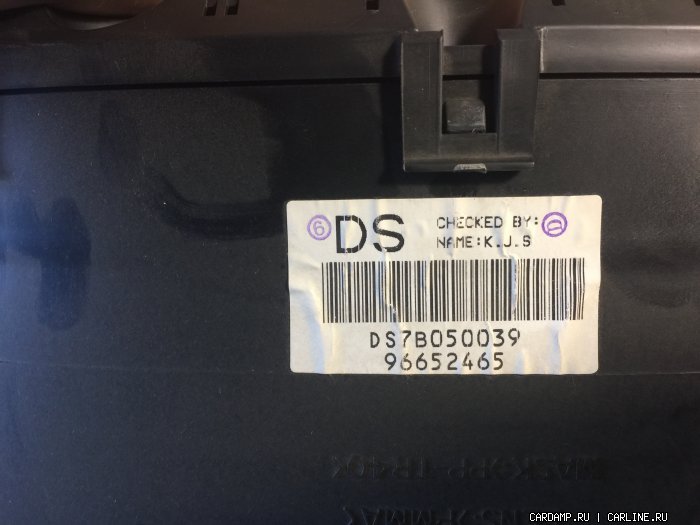 6 DS CHECKED BY:
NAME:K.J.S
DS7B050039
96652465
CARDAMP.RU | CARLINE.RU